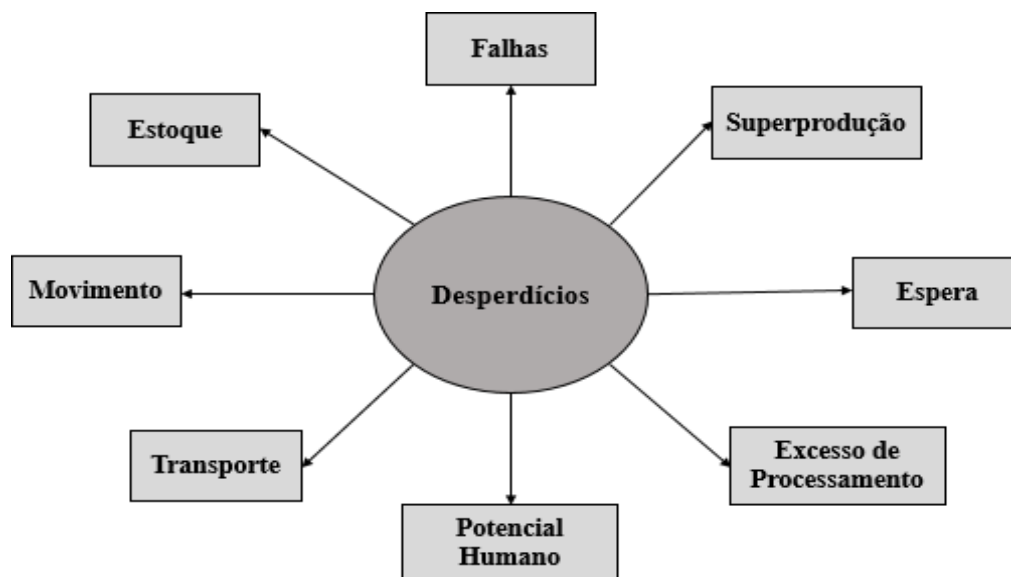 Falhas
Superprodução
Estoque
Espera
Movimento
Desperdícios
Transporte
Excesso de
Processamento
Potencial
Humano